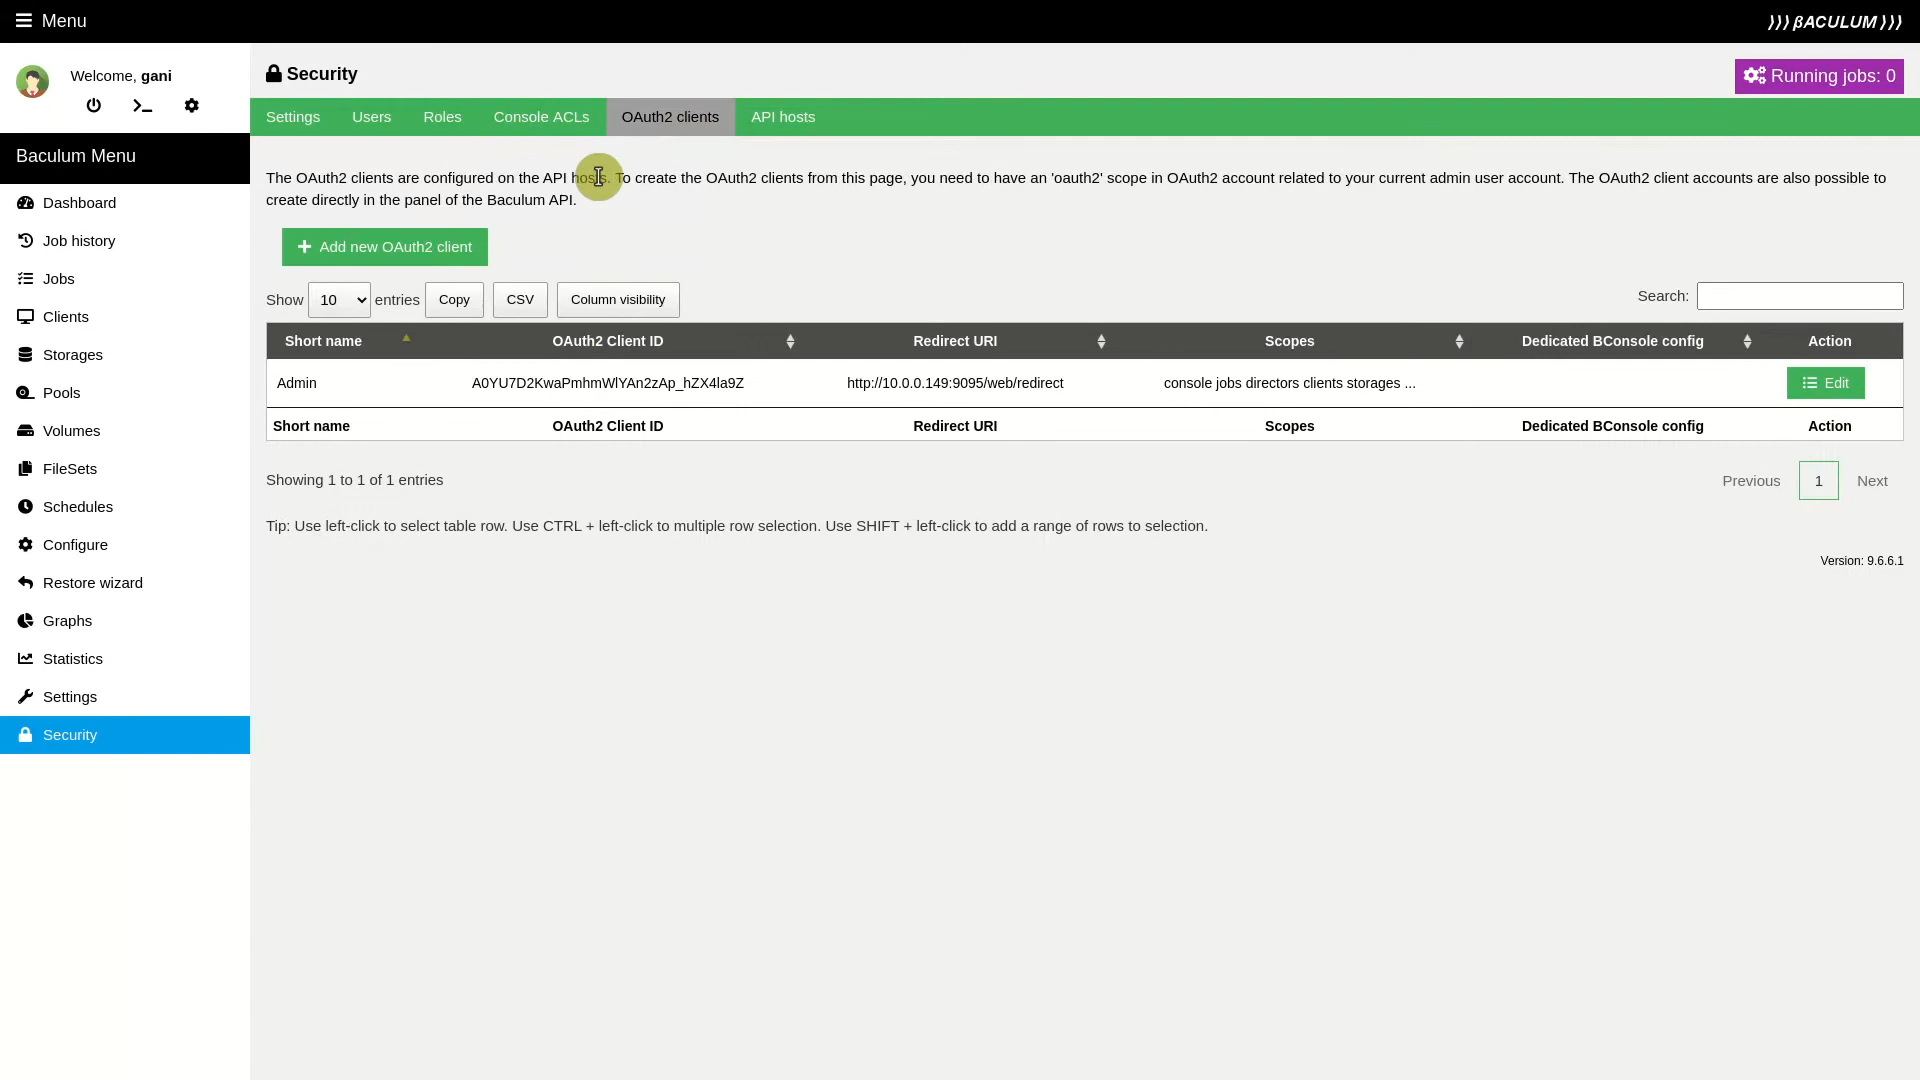 Menu
))) βACULUM )))
Welcome, gani
Baculum Menu
Dashboard
Job history
Jobs
Clients
Storages
Pools
Volumes
FileSets
Schedules
Configure
Restore wizard
Graphs
Statistics
Settings
Security
Security
Running jobs: 0
Settings Users Roles Console ACLs OAuth2 clients API hosts
The OAuth2 clients are configured on the API hosts. To create the OAuth2 clients from this page, you need to have an 'oauth2' scope in OAuth2 account related to your current admin user account. The OAuth2 client accounts are also possible to
create directly in the panel of the Baculum API.
Add new OAuth2 client
Show 10 entries Copy CSV Column visibility Search:
Short name OAuth2 Client ID Redirect URI Scopes Dedicated BConsole config Action
Admin A0YU7D2KwaPmhmWlYAn2zAp_hZX4la9Z http://10.0.0.149:9095/web/redirect console jobs directors clients storages ... Edit
Short name OAuth2 Client ID Redirect URI Scopes Dedicated BConsole config Action
Showing 1 to 1 of 1 entries Previous 1 Next
Tip: Use left-click to select table row. Use CTRL + left-click to multiple row selection. Use SHIFT + left-click to add a range of rows to selection.
Version: 9.6.6.1